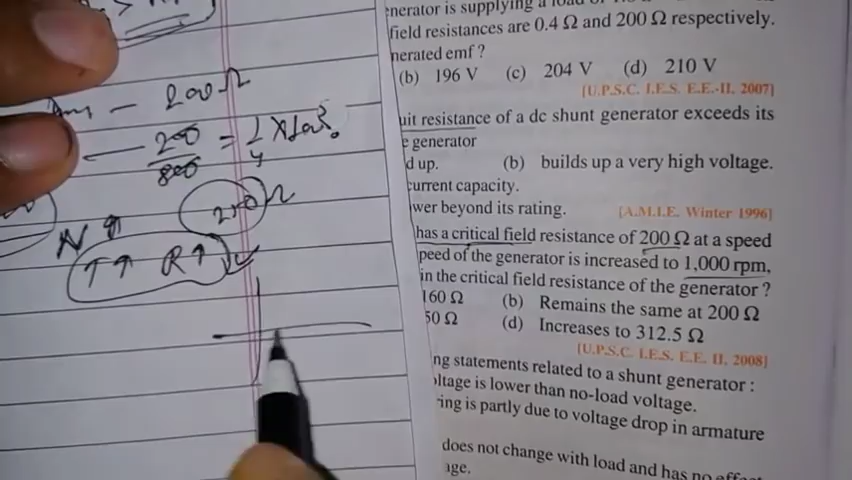 enerator is supplying a load of
field resistances are 0.4 Ω and 200 Ω respectively.
nerated emf ?
(b) 196 V (c) 204 V (d) 210 V
[U.P.S.C. I.E.S. E.E.-II, 2007]
uit resistance of a dc shunt generator exceeds its
e generator
d up. (b) builds up a very high voltage.
current capacity.
wer beyond its rating. [A.M.I.E. Winter 1996]
has a critical field resistance of 200 Ω at a speed
peed of the generator is increased to 1,000 rpm,
in the critical field resistance of the generator ?
160 Ω (b) Remains the same at 200 Ω
50 Ω (d) Increases to 312.5 Ω
[U.P.S.C. I.E.S. E.E. II, 2008]
ng statements related to a shunt generator :
oltage is lower than no-load voltage.
ring is partly due to voltage drop in armature
does not change with load and has no effec
age.
Ans - 200 Ω
200
800
= 1/4 X
250 Ω
N ↑
↑ ↑ R ↑